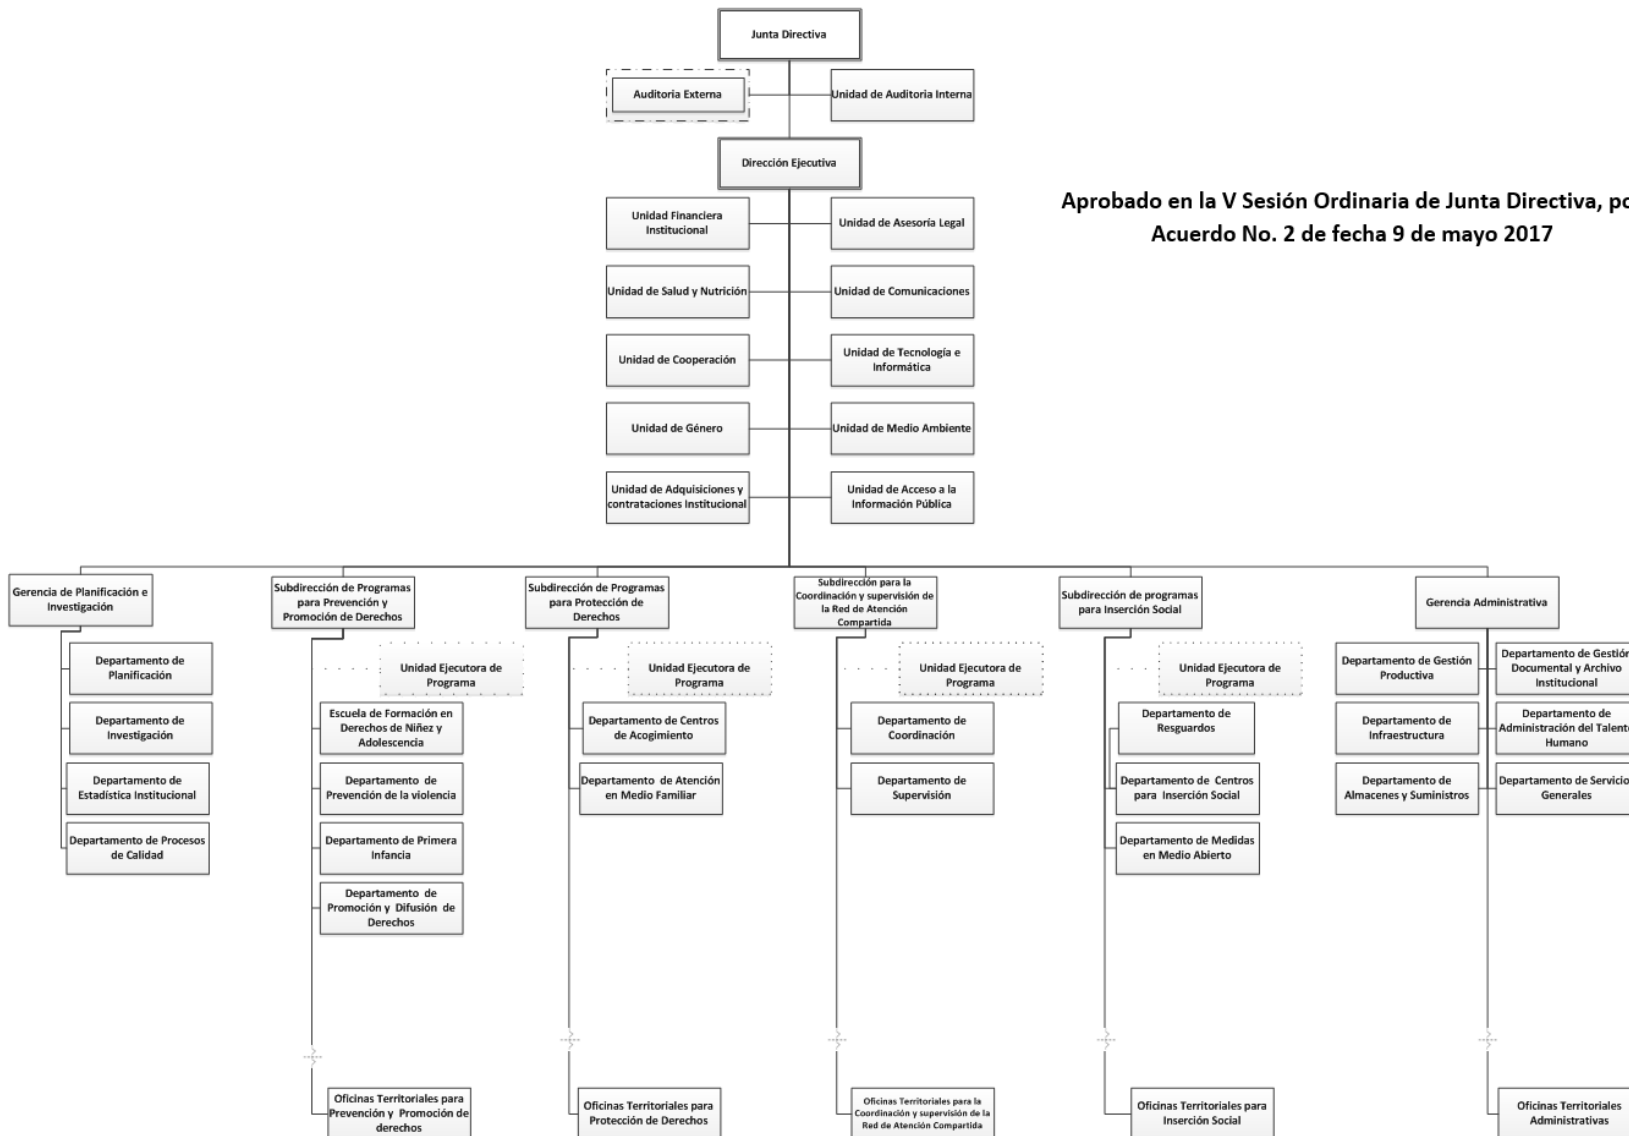 Junta Directiva
Auditoria Externa
Unidad de Auditoria Interna
Dirección Ejecutiva
Aprobado en la V Sesión Ordinaria de Junta Directiva,
Acuerdo No. 2 de fecha 9 de mayo 2017
Unidad Financiera
Institucional
Unidad de Asesoría Legal
Unidad de Salud y Nutrición
Unidad de Comunicaciones
Unidad de Cooperación
Unidad de Tecnología e
Informática
Unidad de Género
Unidad de Medio Ambiente
Unidad de Adquisiciones y
contrataciones Institucional
Unidad de Acceso a la
Información Pública
Gerencia de Planificación e
Investigación
Subdirección de Programas
para Prevención y
Promoción de Derechos
Subdirección de Programas
para Protección de
Derechos
Subdirección para la
Coordinación y supervisión de
la Red de Atención
Compartida
Subdirección de programas
para Inserción Social
Gerencia Administrativa
Departamento de
Planificación
Departamento de
Investigación
Departamento de
Estadística Institucional
Departamento de Procesos
de Calidad
Unidad Ejecutora de
Programa
Escuela de Formación en
Derechos de Niñez y
Adolescencia
Departamento de
Prevención de la violencia
Departamento de Primera
Infancia
Departamento de
Promoción y Difusión de
Derechos
Unidad Ejecutora de
Programa
Departamento de Centros
de Acogimiento
Departamento de Atención
en Medio Familiar
Unidad Ejecutora de
Programa
Departamento de
Coordinación
Departamento de
Supervisión
Unidad Ejecutora de
Programa
Departamento de
Resguardos
Departamento de Centros
para Inserción Social
Departamento de Medidas
en Medio Abierto
Departamento de Gestión
Productiva
Departamento de Gestión
Documental y Archivo
Institucional
Departamento de
Infraestructura
Departamento de
Administración del Talento
Humano
Departamento de
Almacenes y Suministros
Departamento de Servicio
Generales
Oficinas Territoriales para
Prevención y Promoción de
derechos
Oficinas Territoriales para
Protección de Derechos
Oficinas Territoriales para la
Coordinación y supervisión de la
Red de Atención Compartida
Oficinas Territoriales para
Inserción Social
Oficinas Territoriales
Administrativas